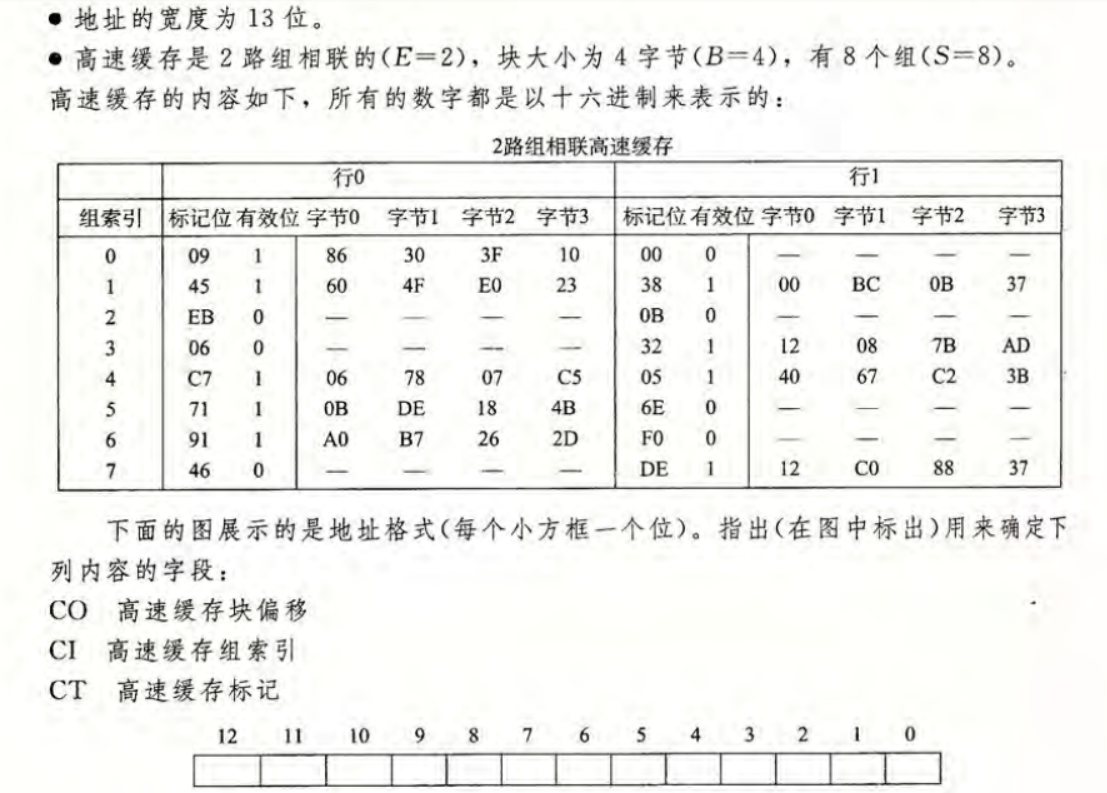 ● 地址的宽度为 13 位。
● 高速缓存是 2 路组相联的(E=2)，块大小为 4 字节(B=4)，有 8 个组(S=8)。
高速缓存的内容如下，所有的数字都是以十六进制来表示的：
2路组相联高速缓存
行0 行1
组索引 标记位 有效位 字节0 字节1 字节2 字节3 标记位 有效位 字节0 字节1 字节2 字节3
0 09 1 86 30 3F 10 00 0 — — — —
1 45 1 60 4F E0 23 38 1 00 BC 0B 37
2 EB 0 — — — — 0B 0 — — — —
3 06 0 — — — — 32 1 12 08 7B AD
4 C7 1 06 78 07 C5 05 1 40 67 C2 3B
5 71 1 0B DE 18 4B 6E 0 — — — —
6 91 1 A0 B7 26 2D F0 0 — — — —
7 46 0 — — — — DE 1 12 C0 88 37
下面的图展示的是地址格式(每个小方框一个位)。指出(在图中标出)用来确定下
列内容的字段：
CO 高速缓存块偏移
CI 高速缓存组索引
CT 高速缓存标记
12 11 10 9 8 7 6 5 4 3 2 1 0